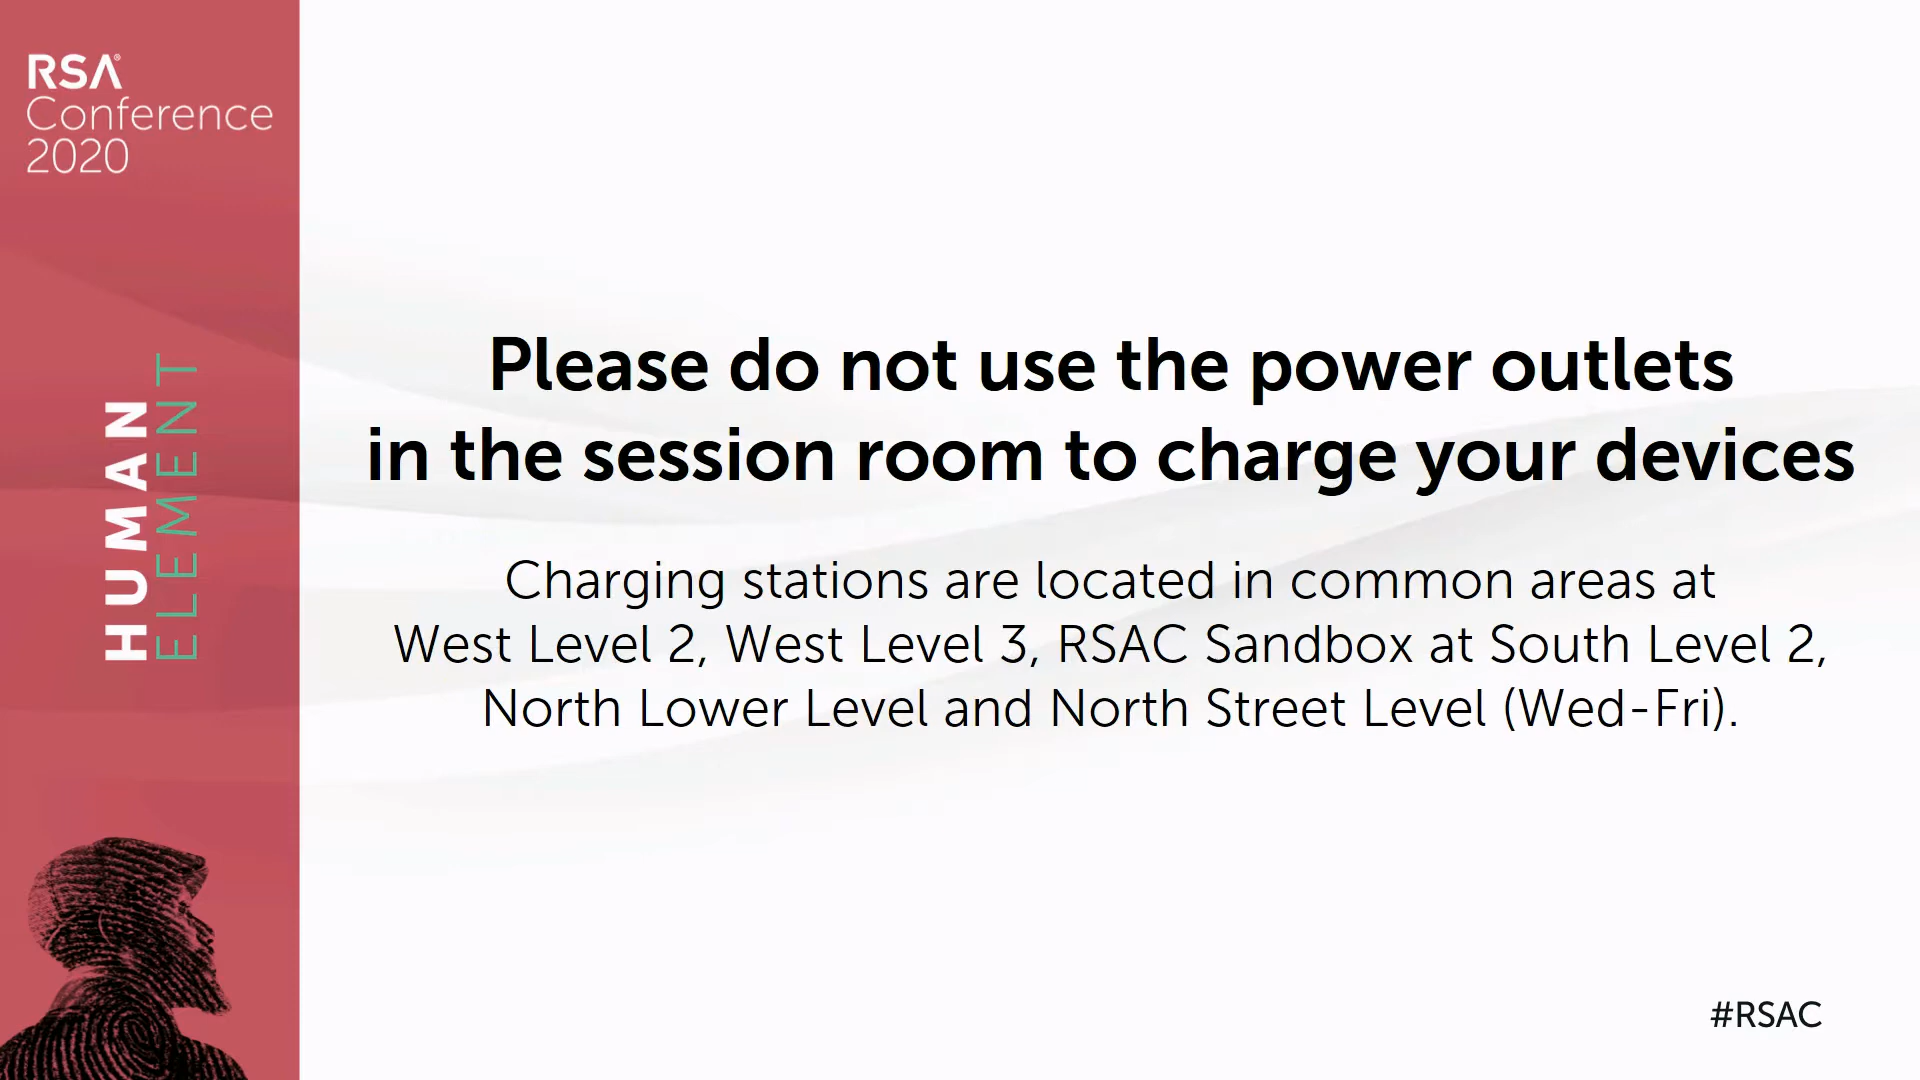 RSA®
Conference
2020
HUMAN
ELEMENT
Please do not use the power outlets
in the session room to charge your devices
Charging stations are located in common areas at
West Level 2, West Level 3, RSAC Sandbox at South Level 2,
North Lower Level and North Street Level (Wed-Fri).
#RSAC